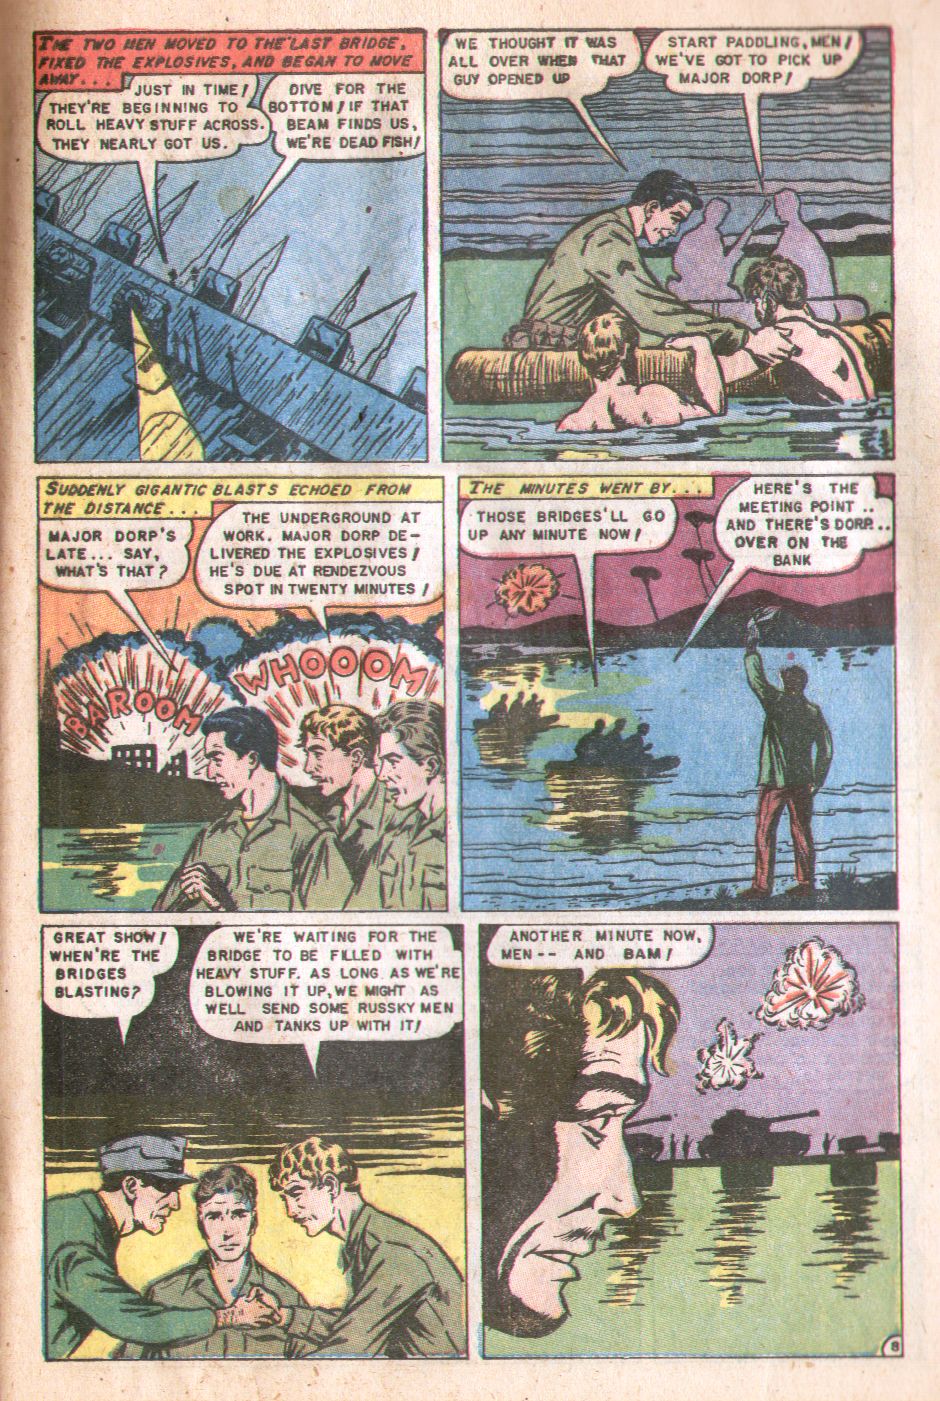 THE TWO MEN MOVED TO THE LAST BRIDGE,
FIXED THE EXPLOSIVES, AND BEGAN TO MOVE
AWAY...
JUST IN TIME!
THEY'RE BEGINNING TO
ROLL HEAVY STUFF ACROSS.
THEY NEARLY GOT US.
DIVE FOR THE
BOTTOM! IF THAT
BEAM FINDS US,
WE'RE DEAD FISH!
WE THOUGHT IT WAS
ALL OVER WHEN THAT
GUY OPENED UP
START PADDLING, MEN!
WE'VE GOT TO PICK UP
MAJOR DORP!
SUDDENLY GIGANTIC BLASTS ECHOED FROM
THE DISTANCE...
MAJOR DORP'S
LATE... SAY,
WHAT'S THAT?
THE UNDERGROUND AT
WORK. MAJOR DORP DE-
LIVERED THE EXPLOSIVES!
HE'S DUE AT RENDEZVOUS
SPOT IN TWENTY MINUTES!
BAROOM
WHOOOM
THE MINUTES WENT BY...
THOSE BRIDGES'LL GO
UP ANY MINUTE NOW!
HERE'S THE
MEETING POINT..
AND THERE'S DORP..
OVER ON THE
BANK
GREAT SHOW!
WHEN'RE THE
BRIDGES
BLASTING?
WE'RE WAITING FOR THE
BRIDGE TO BE FILLED WITH
HEAVY STUFF. AS LONG AS WE'RE
BLOWING IT UP, WE MIGHT AS
WELL SEND SOME RUSSKY MEN
AND TANKS UP WITH IT!
ANOTHER MINUTE NOW,
MEN-- AND BAM!
8